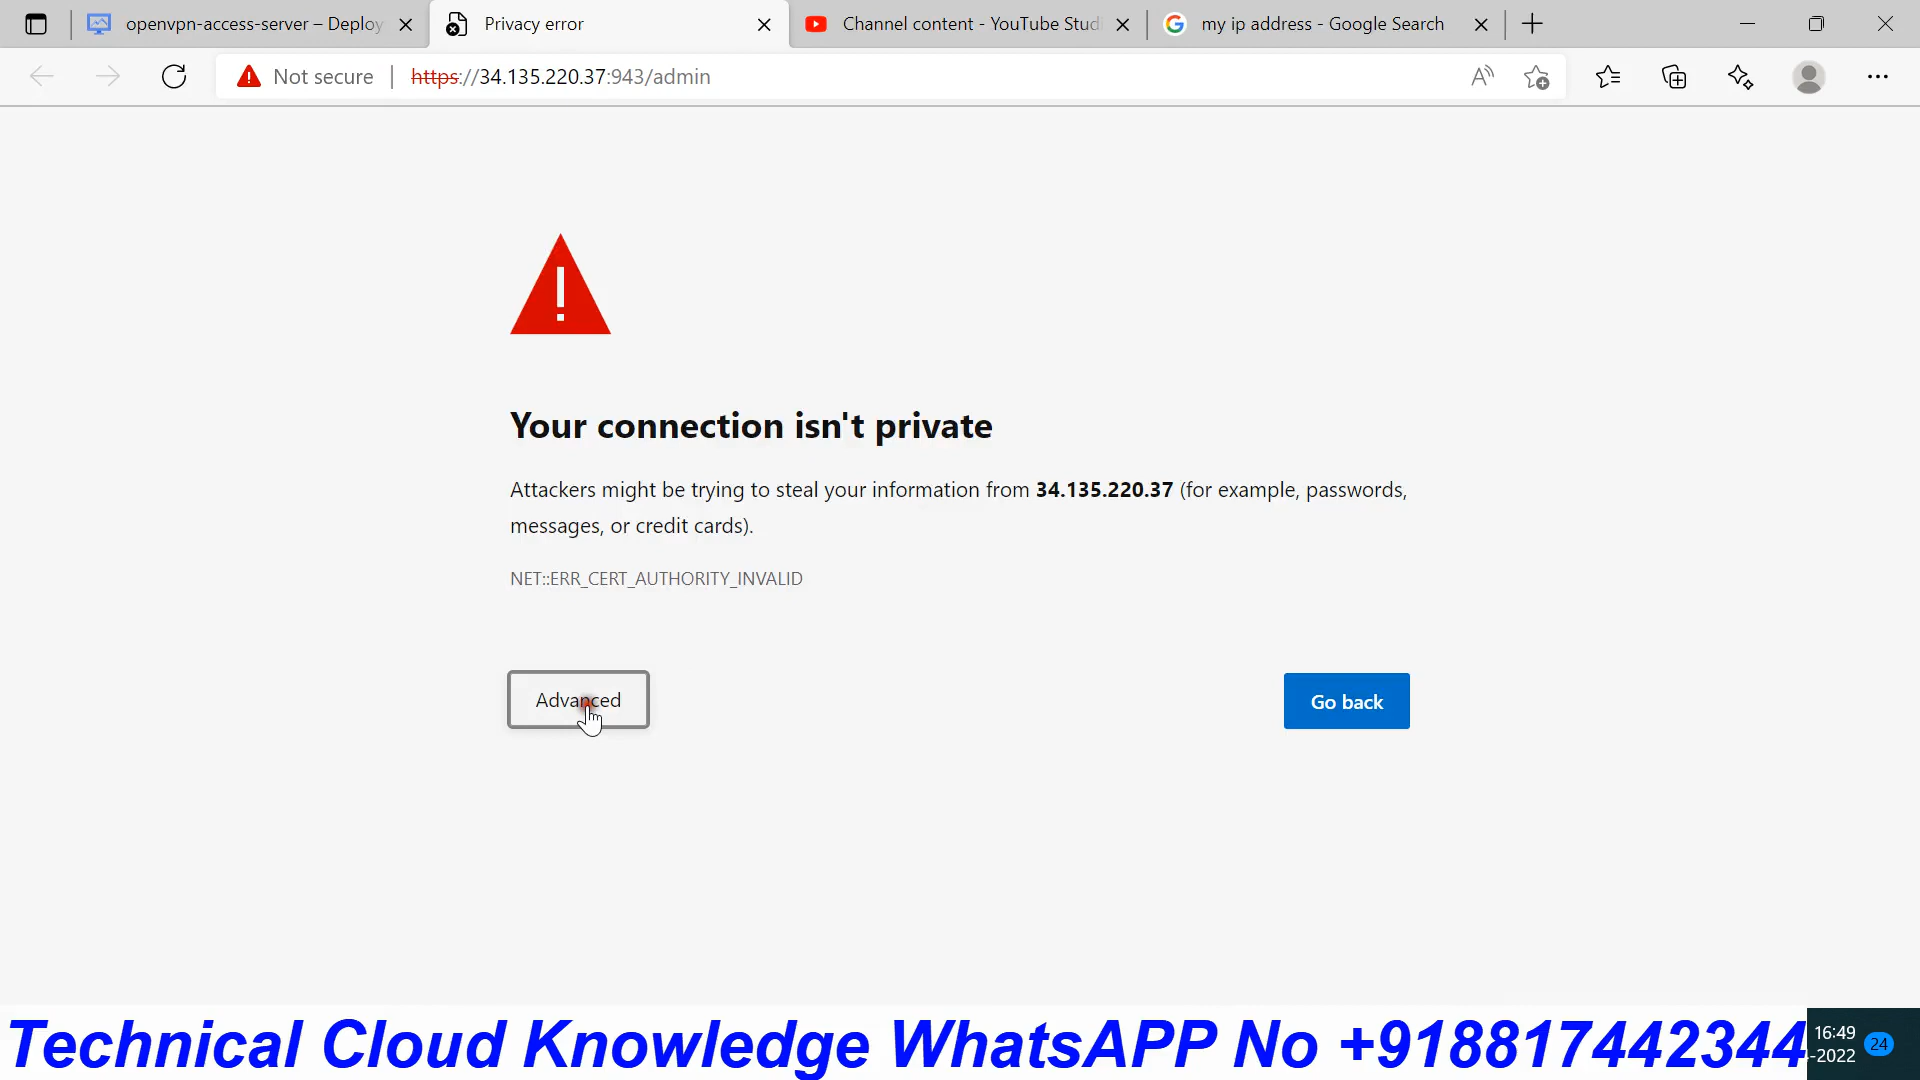 openvpn-access-server – Deploy
Privacy error
Channel content - YouTube Studi
my ip address - Google Search
Not secure
https://34.135.220.37:943/admin
Your connection isn't private
Attackers might be trying to steal your information from 34.135.220.37 (for example, passwords,
messages, or credit cards).
NET::ERR_CERT_AUTHORITY_INVALID
Advanced
Go back
Technical Cloud Knowledge WhatsAPP No +918817442344
16:49
-2022
24